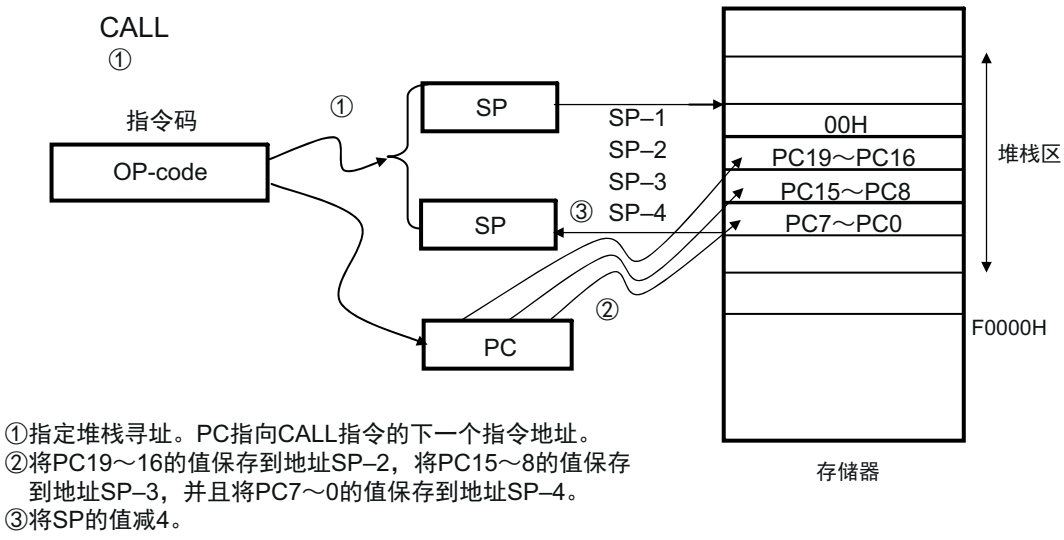 CALL
①
指令码
OP-code
①
SP
SP
③
SP–1
SP–2
SP–3
SP–4
②
PC
00H
PC19～PC16
PC15～PC8
PC7～PC0
堆栈区
F0000H
存储器
①指定堆栈寻址。PC指向CALL指令的下一个指令地址。
②将PC19～16的值保存到地址SP–2，将PC15～8的值保存
到地址SP–3，并且将PC7～0的值保存到地址SP–4。
③将SP的值减4。